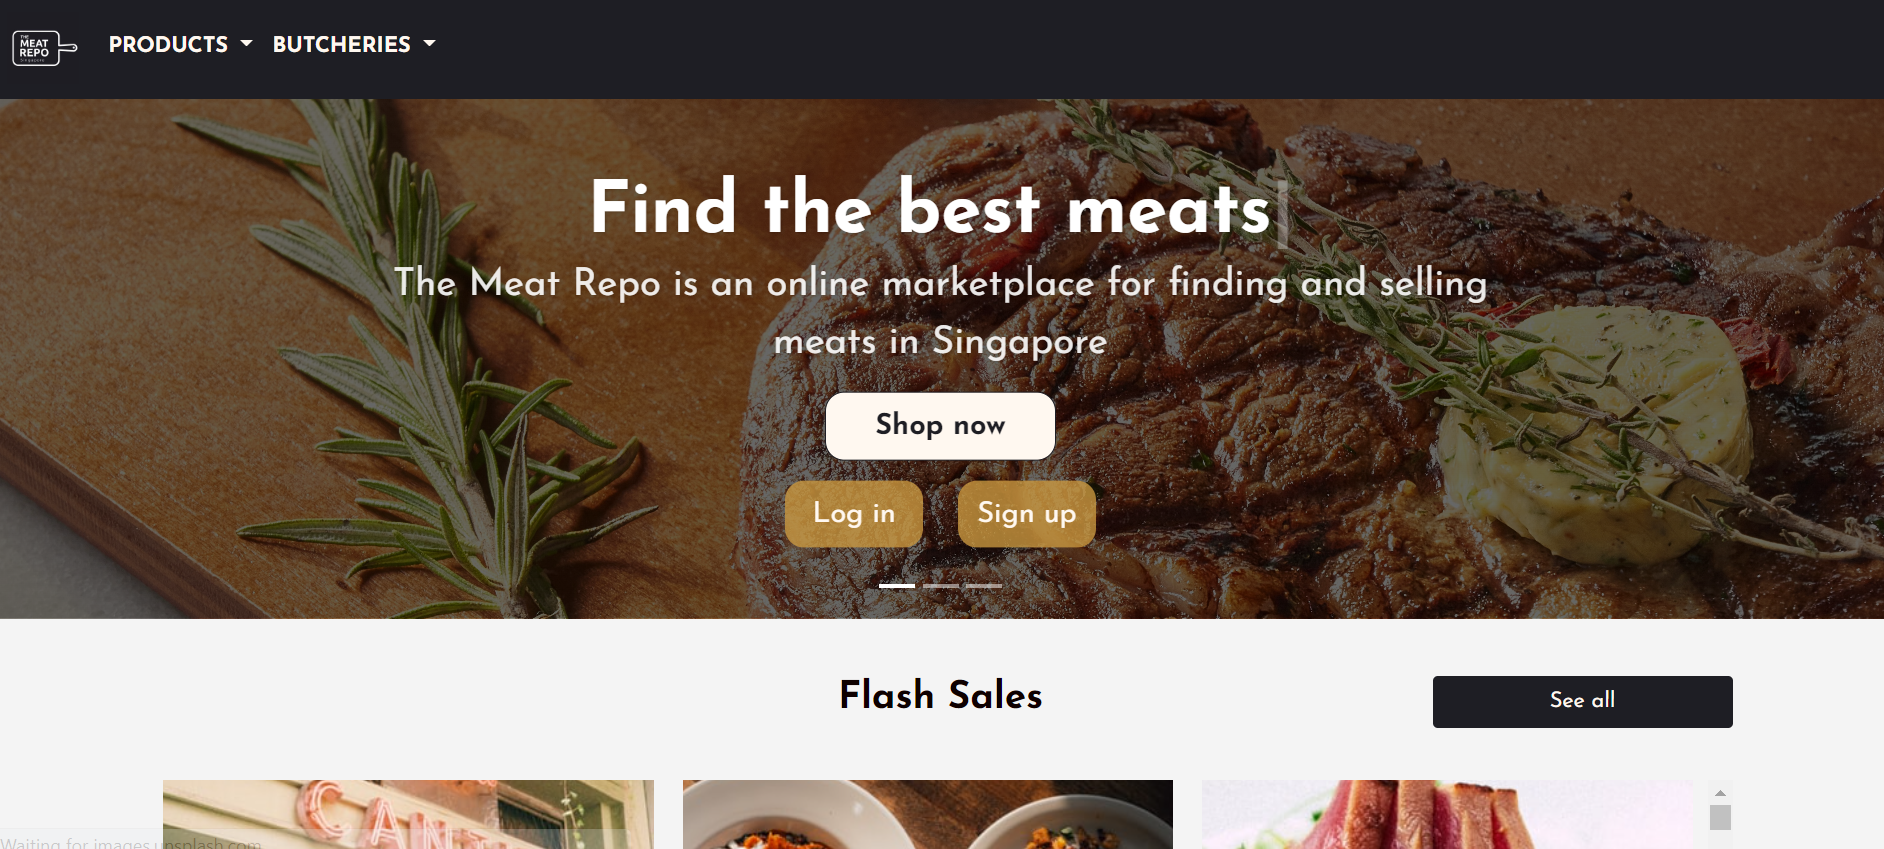 THE
MEAT
REPO
Singapore
PRODUCTS
BUTCHERIES
Find the best meats
The Meat Repo is an online marketplace for finding and selling
meats in Singapore
Shop now
Log in
Sign up
Flash Sales
See all
CAN
Waiting for images.unsplash.com